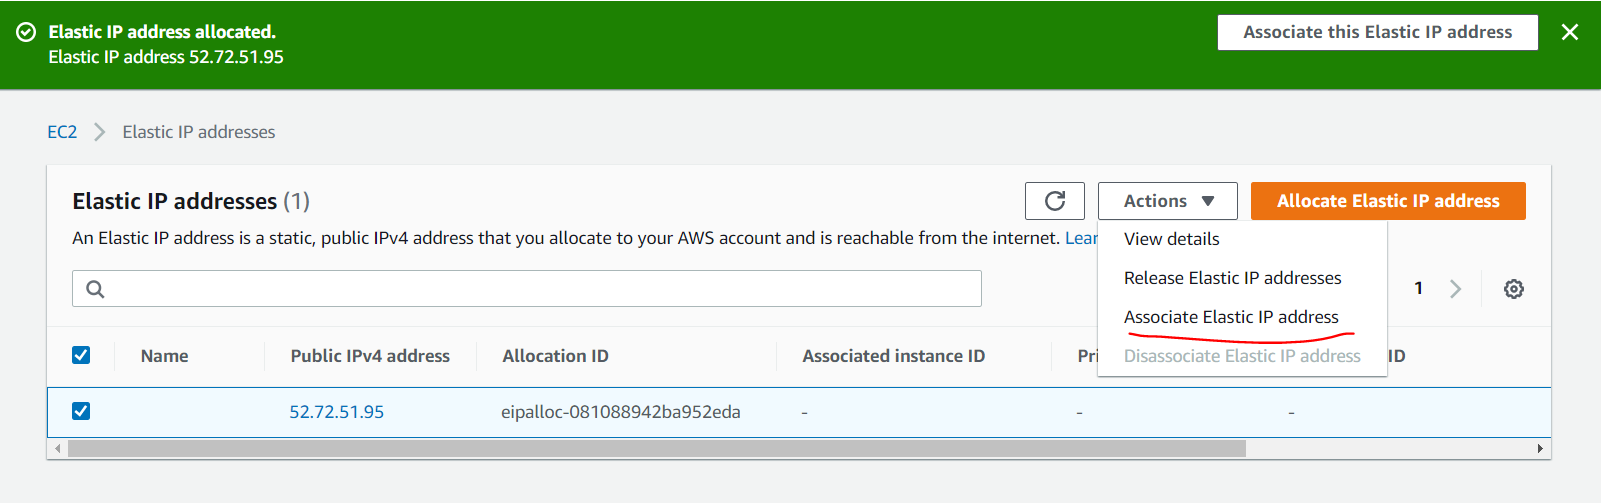 Elastic IP address allocated.
Elastic IP address 52.72.51.95
Associate this Elastic IP address
EC2 Elastic IP addresses
Elastic IP addresses (1)
Actions
Allocate Elastic IP address
An Elastic IP address is a static, public IPv4 address that you allocate to your AWS account and is reachable from the internet. Lear
View details
Release Elastic IP addresses
Associate Elastic IP address
Disassociate Elastic IP address
1
Name Public IPv4 address Allocation ID Associated instance ID Pri ID
52.72.51.95 eipalloc-081088942ba952eda - - -